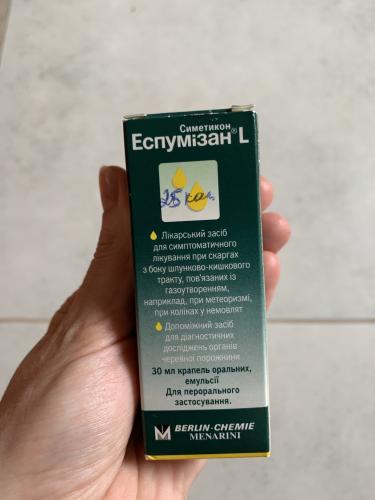 Симетикон
Еспумізан® L
25 кап.
Лікарський засіб
для симптоматичного
лікування при скаргах
з боку шлунково-кишкового
тракту, пов'язаних із
газоутворенням,
наприклад, при метеоризмі,
при коліках у немовлят
Допоміжний засіб
для діагностичних
досліджень органів
черевної порожнини
30 мл крапель оральних,
емульсії
Для перорального
застосування.
BERLIN-CHEMIE
MENARINI